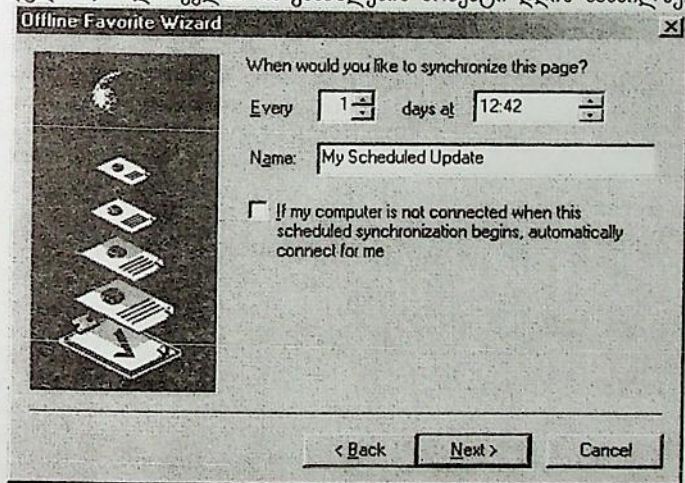 Offline Favorite Wizard
When would you like to synchronize this page?
Every 1 days at 12:42
Name: My Scheduled Update
If my computer is not connected when this
scheduled synchronization begins, automatically
connect for me
< Back Next > Cancel